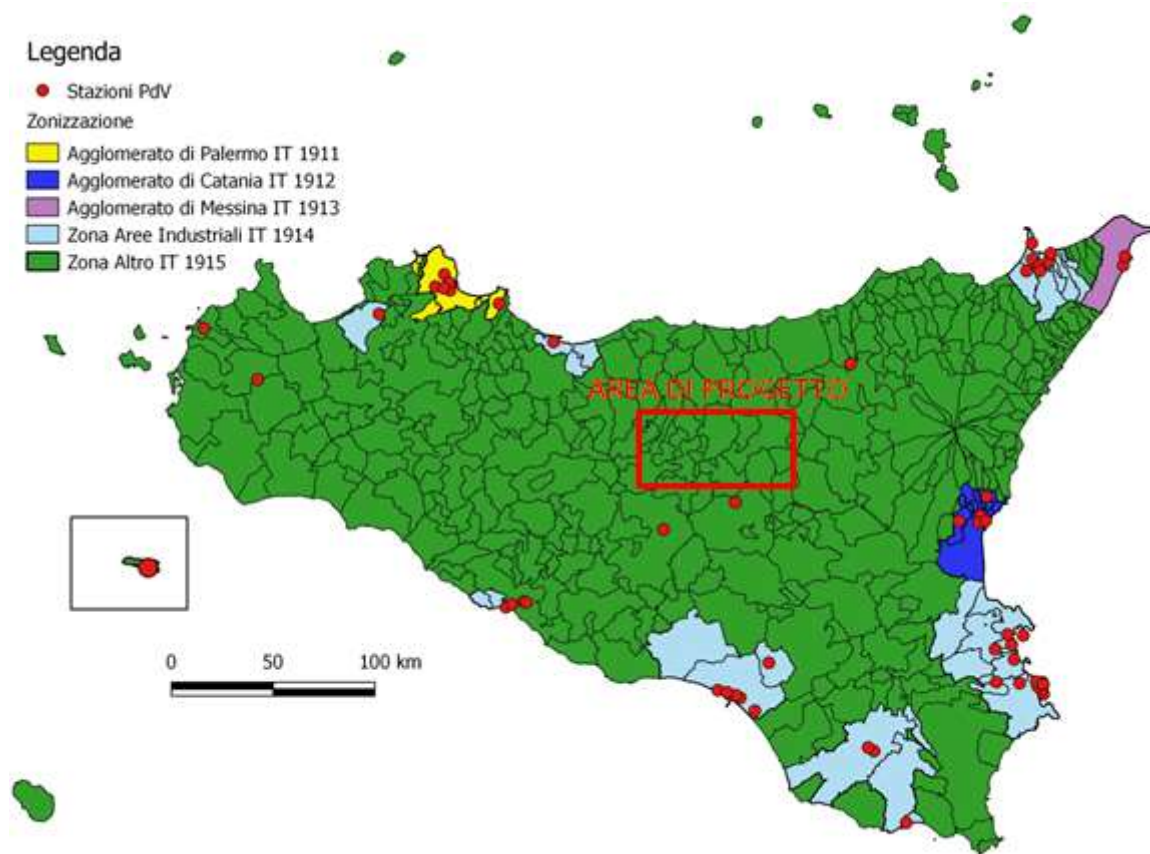 Legenda
Stazioni PdV
Zonizzazione
Agglomerato di Palermo IT 1911
Agglomerato di Catania IT 1912
Agglomerato di Messina IT 1913
Zona Aree Industriali IT 1914
Zona Altro IT 1915
AREA DI PROGETTO
0 50 100 km